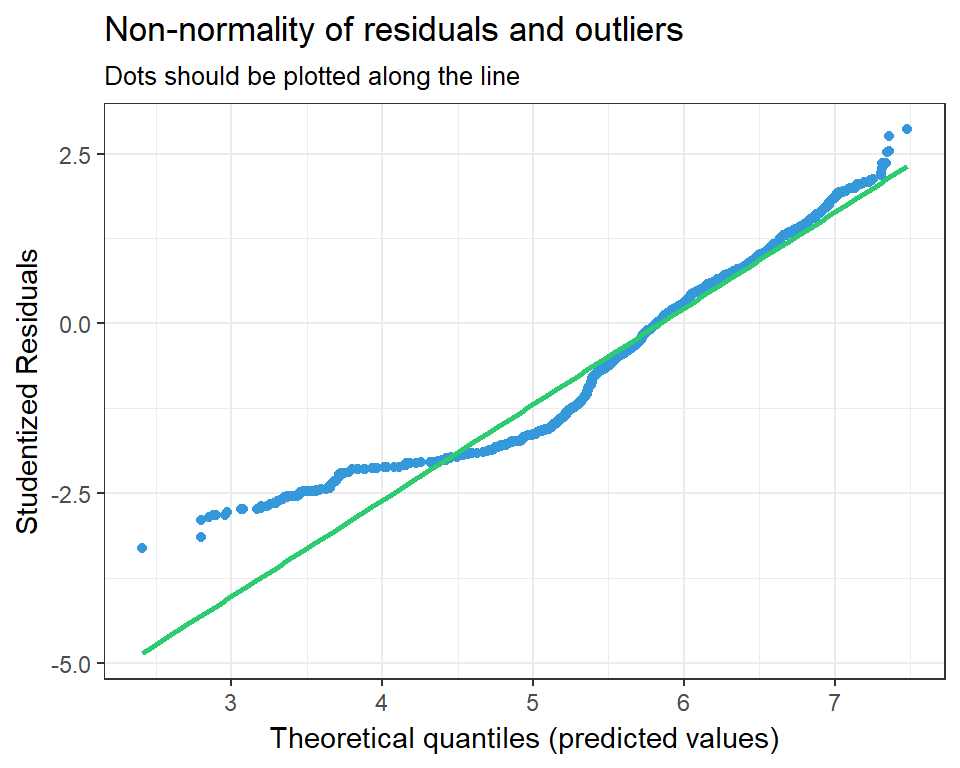 Non-normality of residuals and outliers
Dots should be plotted along the line
Studentized Residuals
2.5
0.0
-2.5
-5.0
3 4 5 6 7
Theoretical quantiles (predicted values)